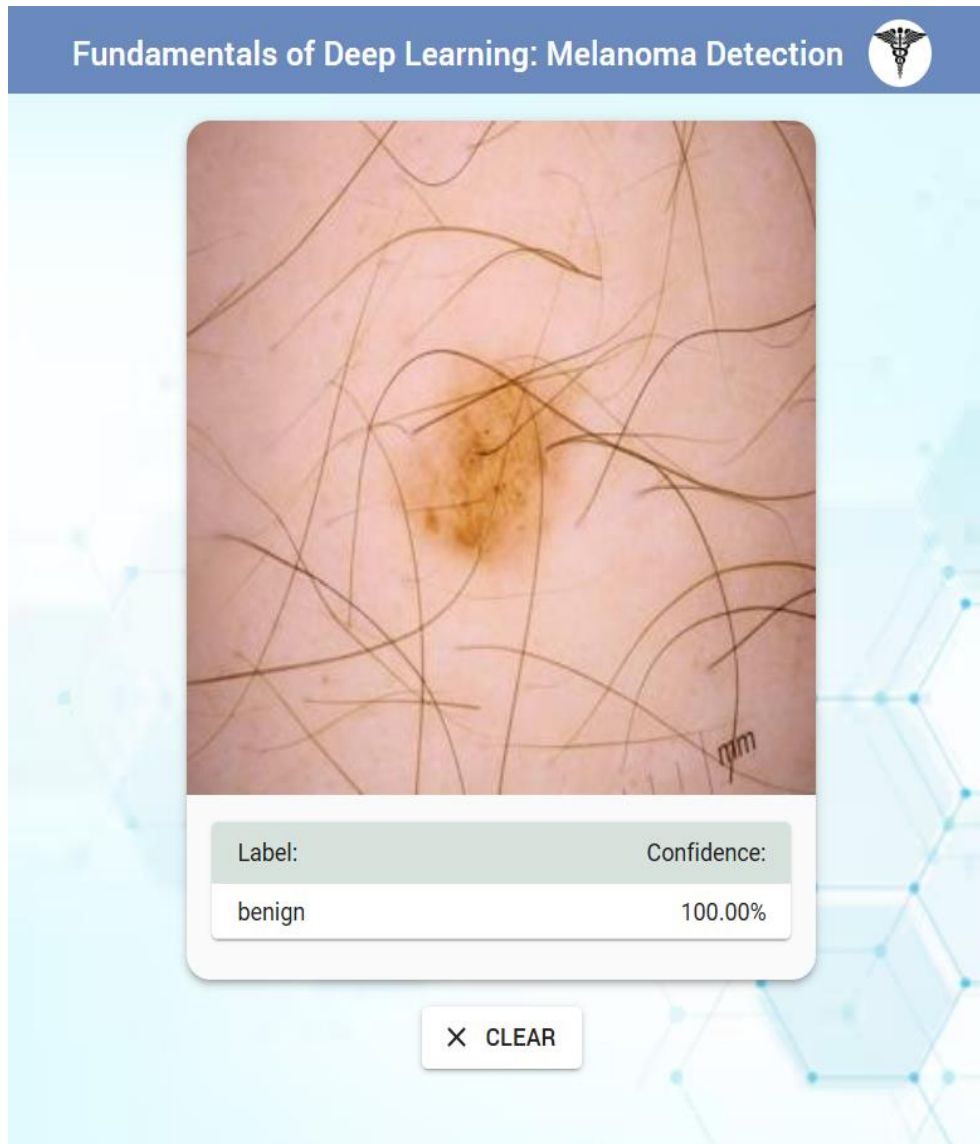 Fundamentals of Deep Learning: Melanoma Detection
mm
Label: Confidence:
benign 100.00%
CLEAR